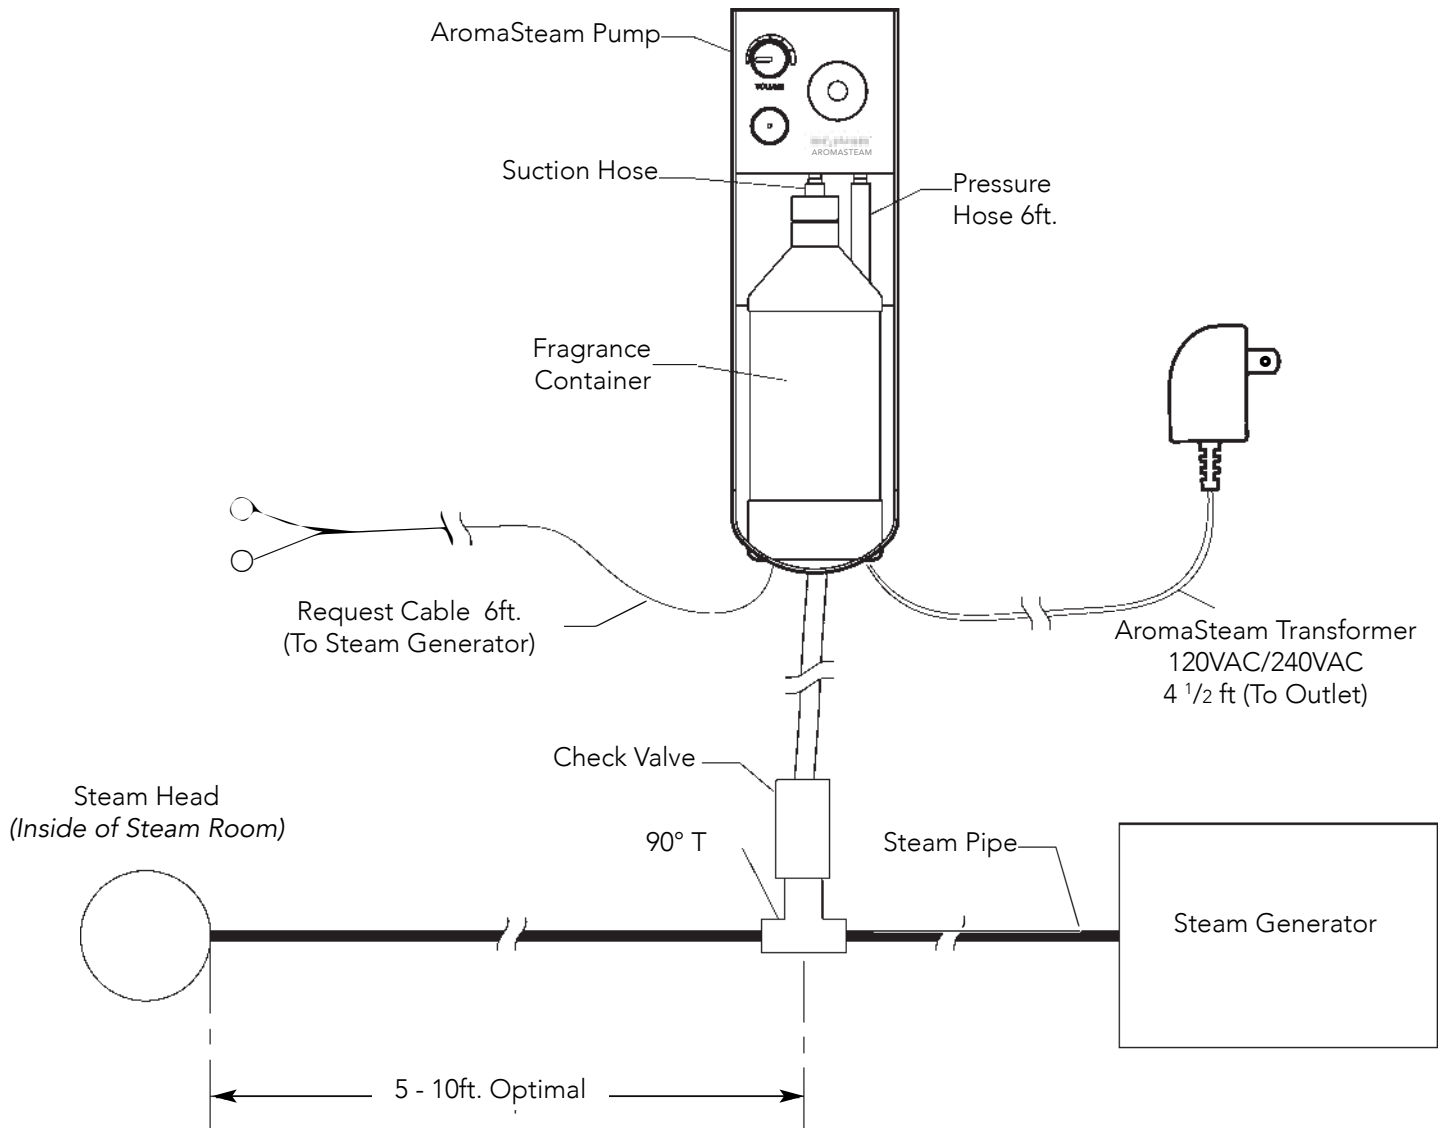 AromaSteam Pump
VOLUME
AROMASTEAM
Suction Hose
Pressure
Hose 6ft.
Fragrance
Container
Request Cable 6ft.
(To Steam Generator)
AromaSteam Transformer
120VAC/240VAC
4 1/2 ft (To Outlet)
Check Valve
Steam Head
(Inside of Steam Room)
90° T
Steam Pipe
Steam Generator
5 - 10ft. Optimal